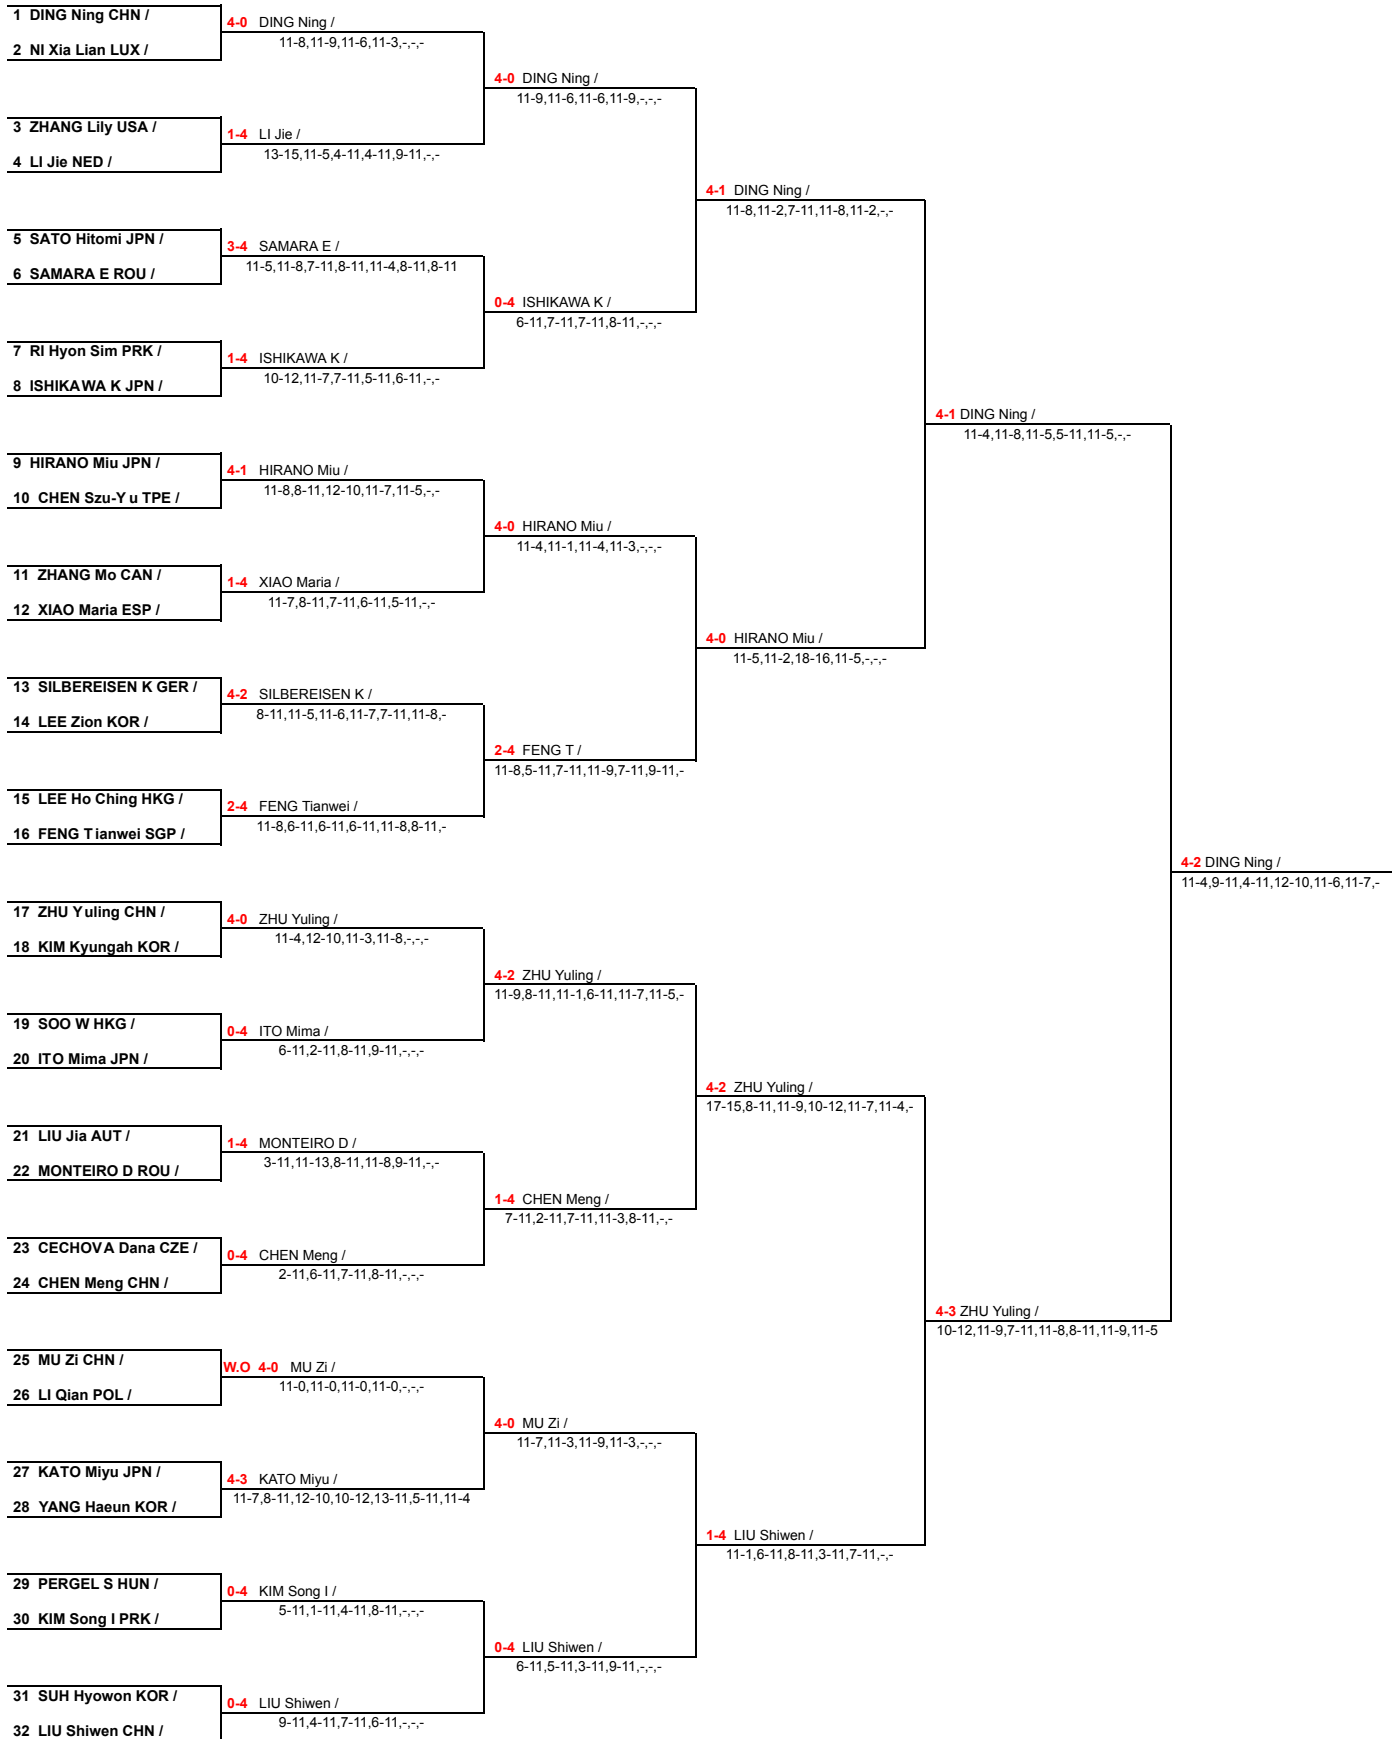 1 DING Ning CHN /
4-0 DING Ning /
11-8,11-9,11-6,11-3,-,-,-
2 NI Xia Lian LUX /
4-0 DING Ning /
11-9,11-6,11-6,11-9,-,-,-
3 ZHANG Lily USA /
1-4 LI Jie /
13-15,11-5,4-11,4-11,9-11,-,-
4 LI Jie NED /
4-1 DING Ning /
11-8,11-2,7-11,11-8,11-2,-,-
5 SATO Hitomi JPN /
3-4 SAMARA E /
11-5,11-8,7-11,8-11,11-4,8-11,8-11
6 SAMARA E ROU /
0-4 ISHIKAWA K /
6-11,7-11,7-11,8-11,-,-,-
7 RI Hyon Sim PRK /
1-4 ISHIKAWA K /
10-12,11-7,7-11,5-11,6-11,-,-
8 ISHIKAWA K JPN /
4-1 DING Ning /
11-4,11-8,11-5,5-11,11-5,-,-
9 HIRANO Miu JPN /
4-1 HIRANO Miu /
11-8,8-11,12-10,11-7,11-5,-,-
10 CHEN Szu-Yu TPE /
4-0 HIRANO Miu /
11-4,11-1,11-4,11-3,-,-,-
11 ZHANG Mo CAN /
1-4 XIAO Maria /
11-7,8-11,7-11,6-11,5-11,-,-
12 XIAO Maria ESP /
4-0 HIRANO Miu /
11-5,11-2,18-16,11-5,-,-,-
13 SILBEREISEN K GER /
4-2 SILBEREISEN K /
8-11,11-5,11-6,11-7,7-11,11-8,-
14 LEE Zion KOR /
2-4 FENG T /
11-8,5-11,7-11,11-9,7-11,9-11,-
15 LEE Ho Ching HKG /
2-4 FENG Tianwei /
11-8,6-11,6-11,6-11,11-8,8-11,-
16 FENG Tianwei SGP /
4-2 DING Ning /
11-4,9-11,4-11,12-10,11-6,11-7,-
17 ZHU Yuling CHN /
4-0 ZHU Yuling /
11-4,12-10,11-3,11-8,-,-,-
18 KIM Kyungah KOR /
4-2 ZHU Yuling /
11-9,8-11,11-1,6-11,11-7,11-5,-
19 SOO W HKG /
0-4 ITO Mima /
6-11,2-11,8-11,9-11,-,-,-
20 ITO Mima JPN /
4-2 ZHU Yuling /
17-15,8-11,11-9,10-12,11-7,11-4,-
21 LIU Jia AUT /
1-4 MONTEIRO D /
3-11,11-13,8-11,11-8,9-11,-,-
22 MONTEIRO D ROU /
1-4 CHEN Meng /
7-11,2-11,7-11,11-3,8-11,-,-
23 CECHOVA Dana CZE /
0-4 CHEN Meng /
2-11,6-11,7-11,8-11,-,-,-
24 CHEN Meng CHN /
4-3 ZHU Yuling /
10-12,11-9,7-11,11-8,8-11,11-9,11-5
25 MU Zi CHN /
W.O 4-0 MU Zi /
11-0,11-0,11-0,11-0,-,-,-
26 LI Qian POL /
4-0 MU Zi /
11-7,11-3,11-9,11-3,-,-,-
27 KATO Miyu JPN /
4-3 KATO Miyu /
11-7,8-11,12-10,10-12,13-11,5-11,11-4
28 YANG Haeun KOR /
1-4 LIU Shiwen /
11-1,6-11,8-11,3-11,7-11,-,-
29 PERGEL S HUN /
0-4 KIM Song I /
5-11,1-11,4-11,8-11,-,-,-
30 KIM Song I PRK /
0-4 LIU Shiwen /
6-11,5-11,3-11,9-11,-,-,-
31 SUH Hyowon KOR /
0-4 LIU Shiwen /
9-11,4-11,7-11,6-11,-,-,-
32 LIU Shiwen CHN /